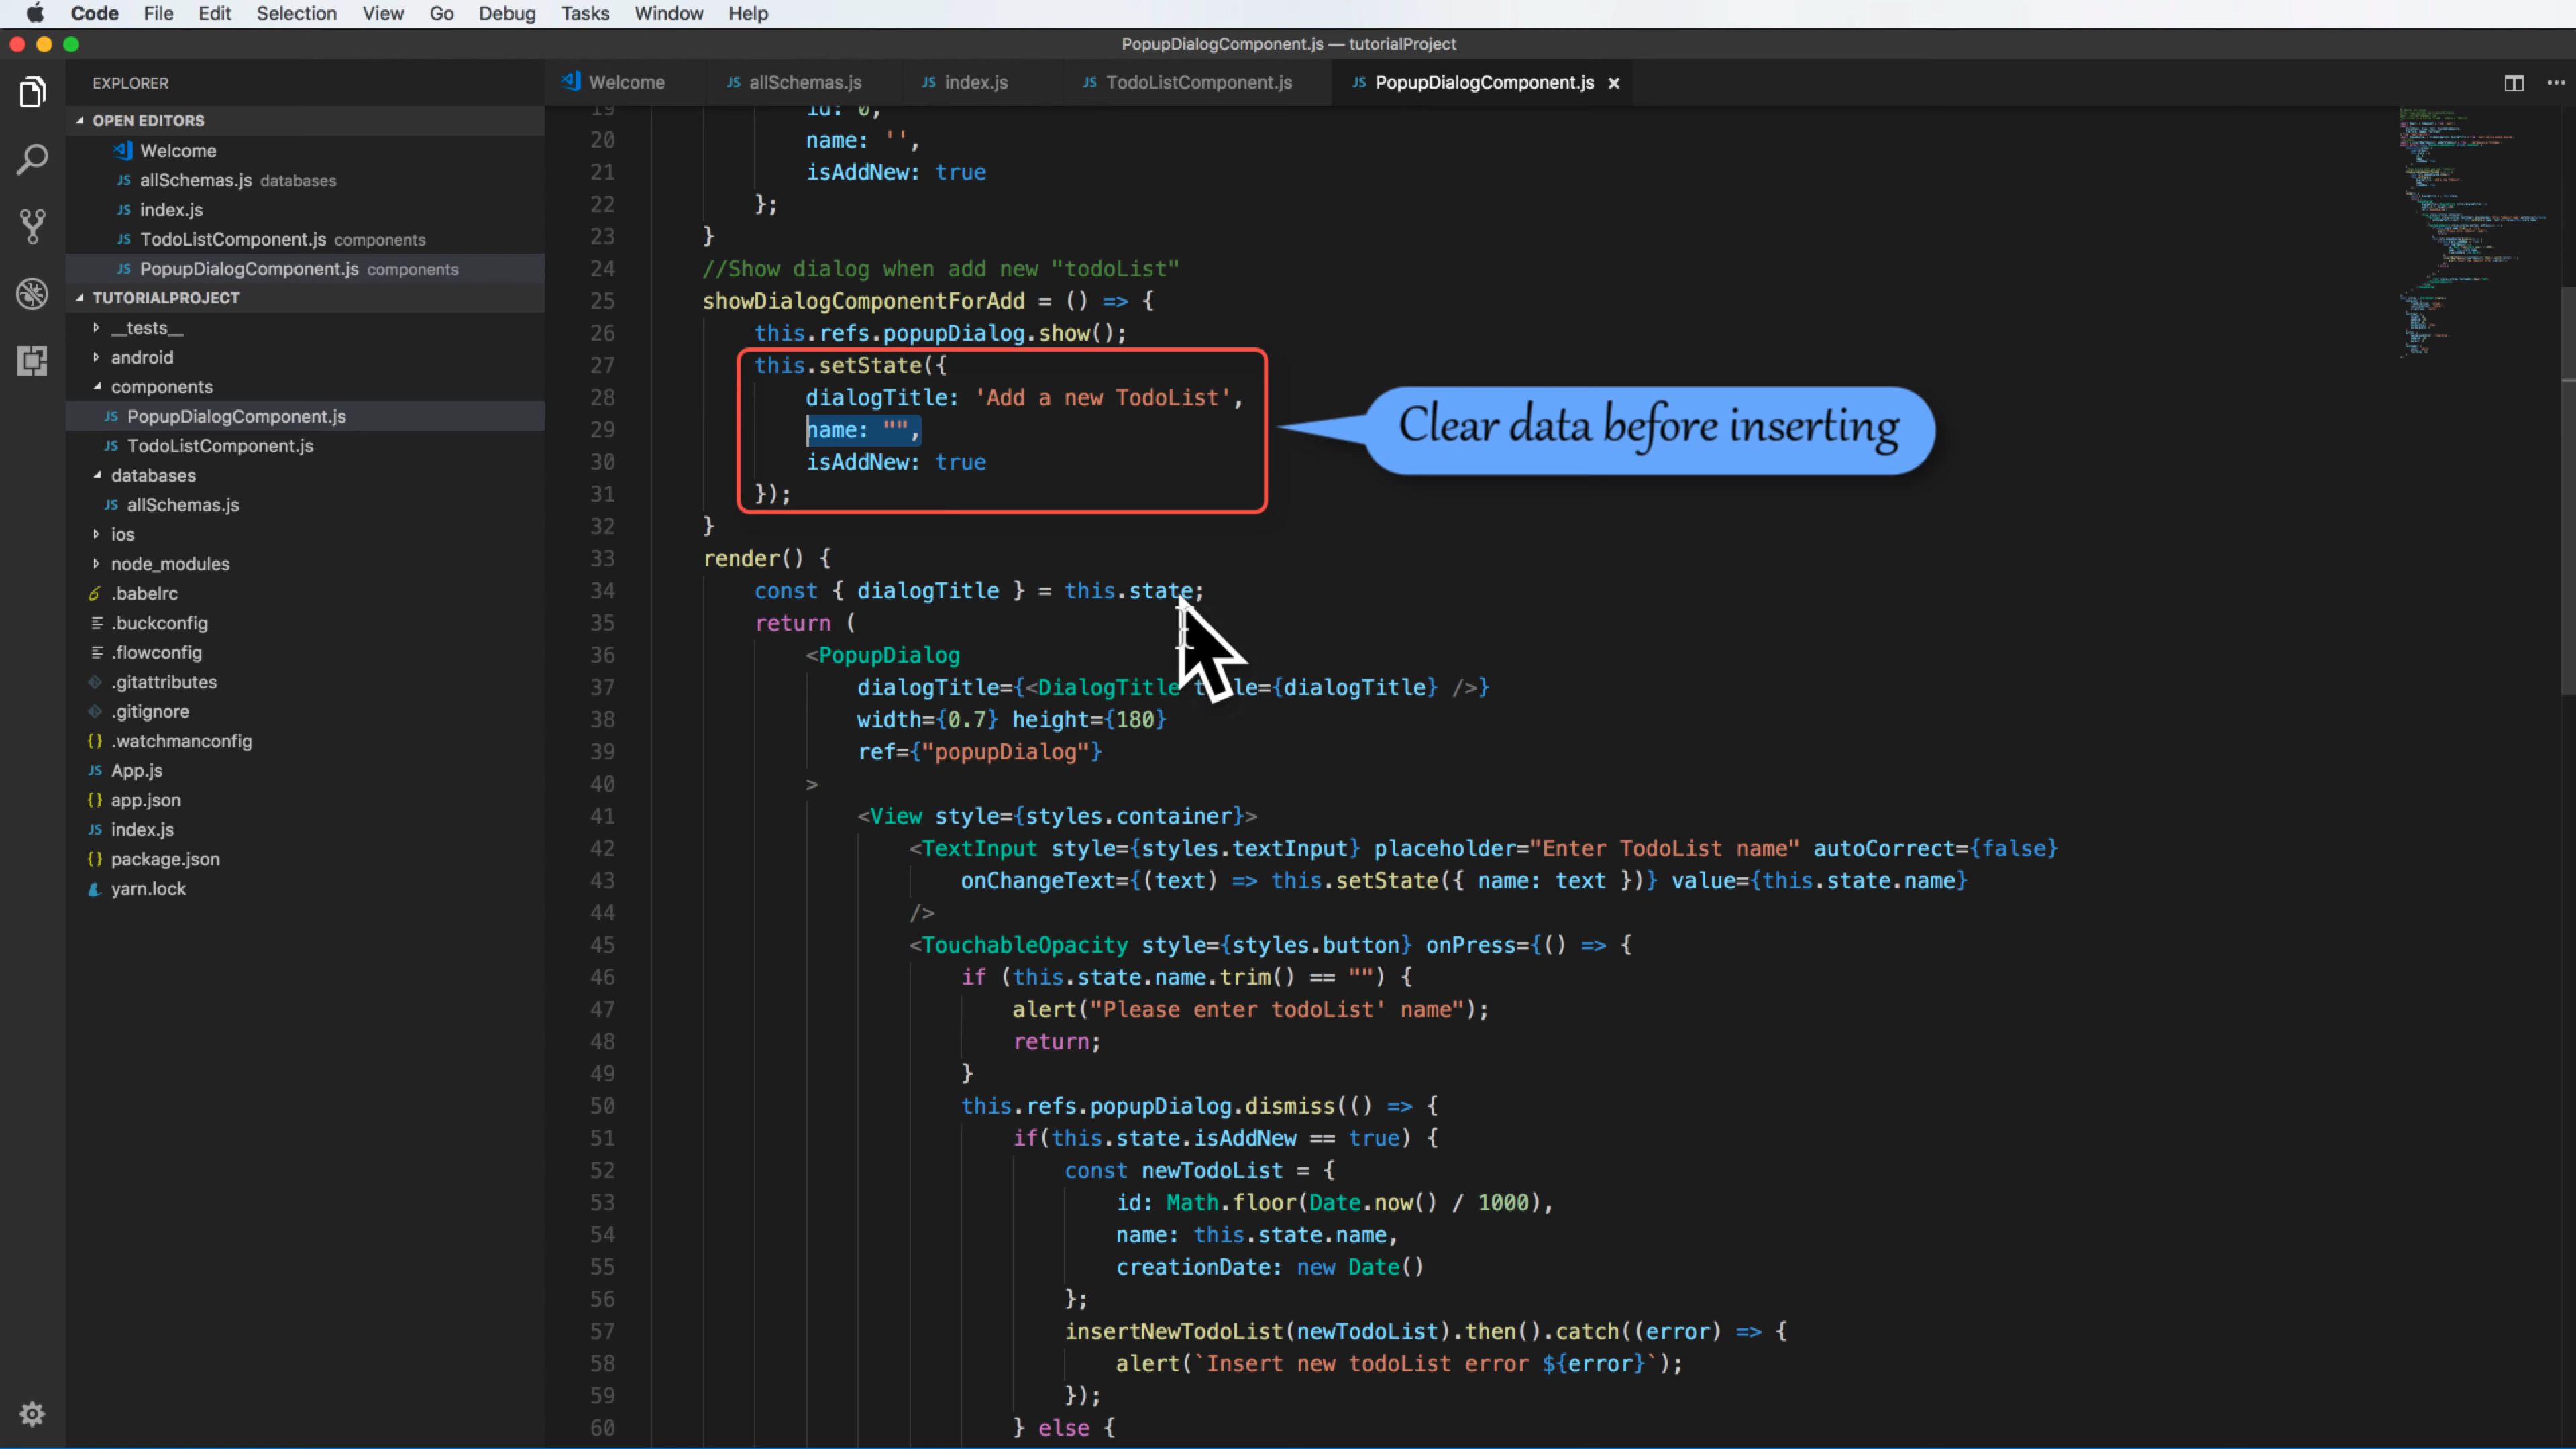 Code File Edit Selection View Go Debug Tasks Window Help
PopupDialogComponent.js — tutorialProject
EXPLORER
OPEN EDITORS
Welcome
allSchemas.js databases
index.js
TodoListComponent.js components
PopupDialogComponent.js components
TUTORIALPROJECT
__tests__
android
components
JS PopupDialogComponent.js
JS TodoListComponent.js
databases
JS allSchemas.js
ios
node_modules
.babelrc
.buckconfig
.flowconfig
.gitattributes
.gitignore
{} .watchmanconfig
JS App.js
{} app.json
JS index.js
{} package.json
yarn.lock
Welcome JS allSchemas.js JS index.js JS TodoListComponent.js JS PopupDialogComponent.js ×
19 id: 0,
20 name: '',
21 isAddNew: true
22 };
23 }
24 //Show dialog when add new "todoList"
25 showDialogComponentForAdd = () => {
26 this.refs.popupDialog.show();
27 this.setState({
28 dialogTitle: 'Add a new TodoList',
29 name: "",
30 isAddNew: true
31 });
32 }
33 render() {
34 const { dialogTitle } = this.state;
35 return (
36 <PopupDialog
37 dialogTitle={<DialogTitle le={dialogTitle} />}
38 width={0.7} height={180}
39 ref={"popupDialog"}
40 >
41 <View style={styles.container}>
42 <TextInput style={styles.textInput} placeholder="Enter TodoList name" autoCorrect={false}
43 onChangeText={(text) => this.setState({ name: text })} value={this.state.name}
44 />
45 <TouchableOpacity style={styles.button} onPress={() => {
46 if (this.state.name.trim() == "") {
47 alert("Please enter todoList' name");
48 return;
49 }
50 this.refs.popupDialog.dismiss(() => {
51 if(this.state.isAddNew == true) {
52 const newTodoList = {
53 id: Math.floor(Date.now() / 1000),
54 name: this.state.name,
55 creationDate: new Date()
56 };
57 insertNewTodoList(newTodoList).then().catch((error) => {
58 alert(`Insert new todoList error ${error}`);
59 });
60 } else {
Clear data before inserting